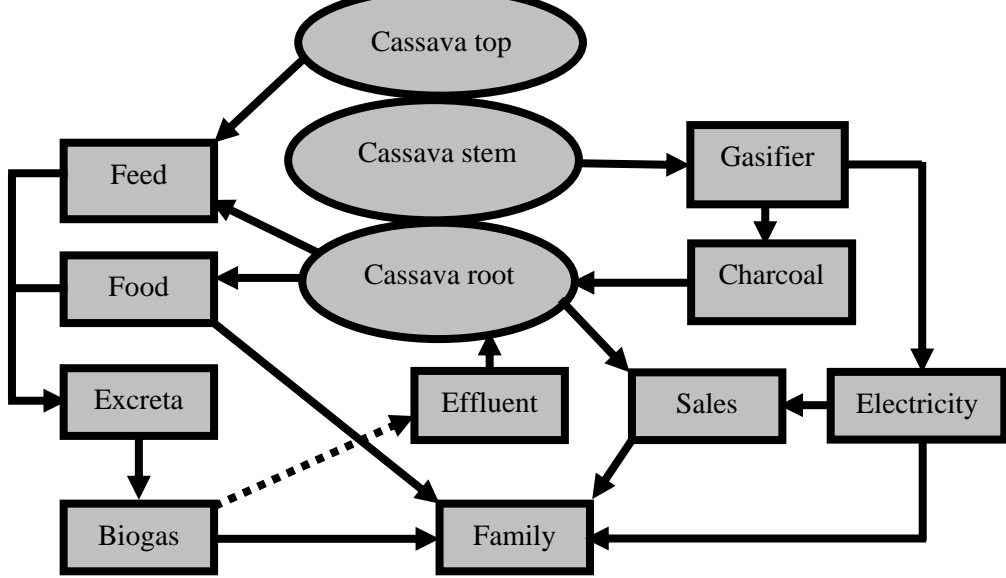 Cassava top
Cassava stem
Gasifier
Feed
Cassava root
Charcoal
Food
Excreta
Effluent
Sales
Electricity
Biogas
Family